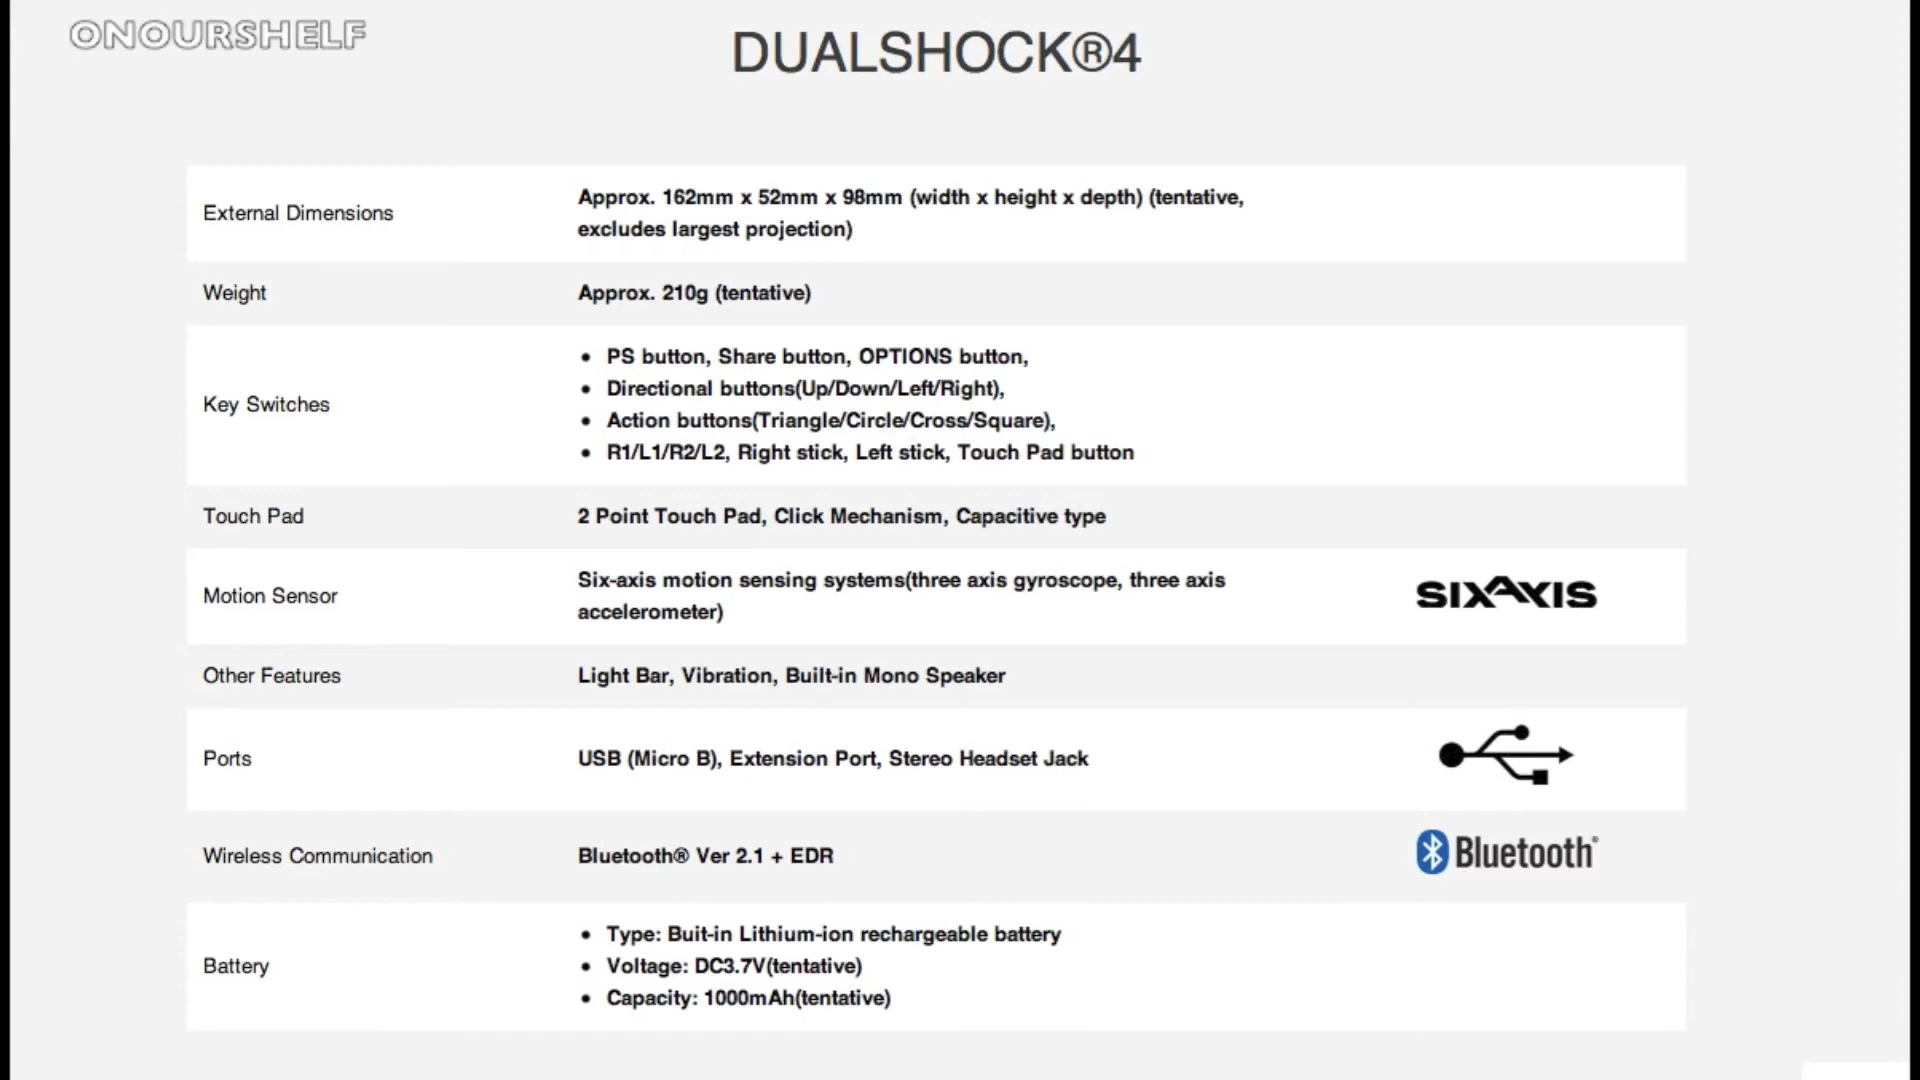 ONOURSHELF
DUALSHOCK®4
External Dimensions
Approx. 162mm x 52mm x 98mm (width x height x depth) (tentative,
excludes largest projection)
Weight
Approx. 210g (tentative)
Key Switches
• PS button, Share button, OPTIONS button,
• Directional buttons(Up/Down/Left/Right),
• Action buttons(Triangle/Circle/Cross/Square),
• R1/L1/R2/L2, Right stick, Left stick, Touch Pad button
Touch Pad
2 Point Touch Pad, Click Mechanism, Capacitive type
Motion Sensor
Six-axis motion sensing systems(three axis gyroscope, three axis
accelerometer)
SIXAXIS
Other Features
Light Bar, Vibration, Built-in Mono Speaker
Ports
USB (Micro B), Extension Port, Stereo Headset Jack
Wireless Communication
Bluetooth® Ver 2.1 + EDR
Bluetooth®
Battery
• Type: Buit-in Lithium-ion rechargeable battery
• Voltage: DC3.7V(tentative)
• Capacity: 1000mAh(tentative)